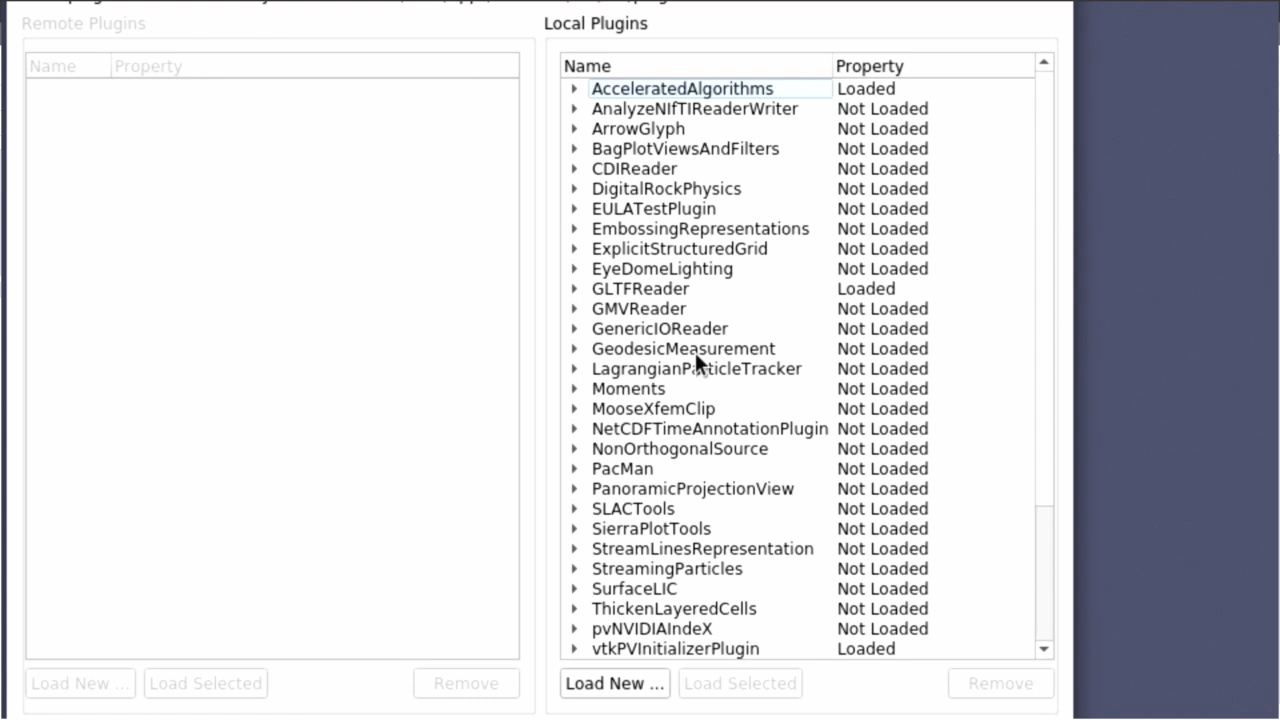 Remote Plugins
Local Plugins
Name Property
Name Property
AcceleratedAlgorithms Loaded
AnalyzeNIfTIReaderWriter Not Loaded
ArrowGlyph Not Loaded
BagPlotViewsAndFilters Not Loaded
CDIReader Not Loaded
DigitalRockPhysics Not Loaded
EULATestPlugin Not Loaded
EmbossingRepresentations Not Loaded
ExplicitStructuredGrid Not Loaded
EyeDomeLighting Not Loaded
GLTFReader Loaded
GMVReader Not Loaded
GenericIOReader Not Loaded
GeodesicMeasurement Not Loaded
LagrangianParticleTracker Not Loaded
Moments Not Loaded
MooseXfemClip Not Loaded
NetCDFTimeAnnotationPlugin Not Loaded
NonOrthogonalSource Not Loaded
PacMan Not Loaded
PanoramicProjectionView Not Loaded
SLACTools Not Loaded
SierraPlotTools Not Loaded
StreamLinesRepresentation Not Loaded
StreamingParticles Not Loaded
SurfaceLIC Not Loaded
ThickenLayeredCells Not Loaded
pvNVIDIAIndeX Not Loaded
vtkPVInitializerPlugin Loaded
Load New ... Load Selected Remove
Load New ... Load Selected Remove